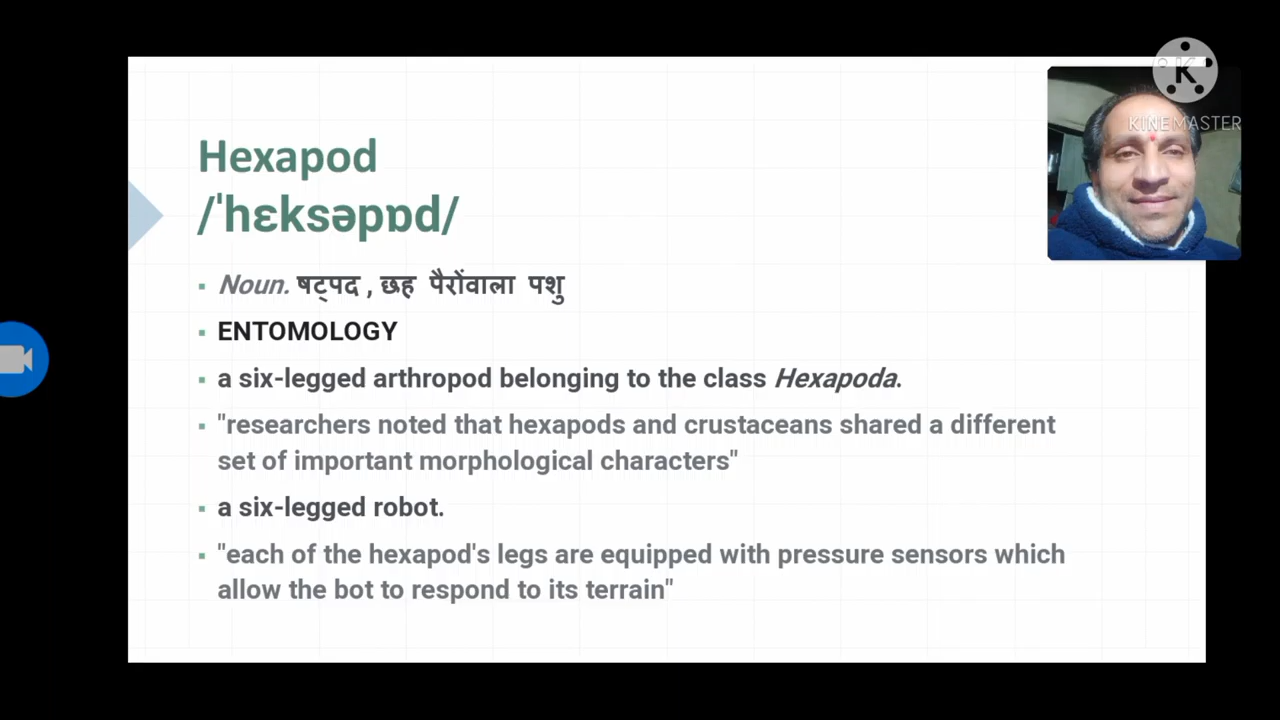 K
KINEMASTER
Hexapod
/ˈhɛksəpɒd/
Noun. षट्पद , छह पैरोंवाला पशु
ENTOMOLOGY
a six-legged arthropod belonging to the class Hexapoda.
"researchers noted that hexapods and crustaceans shared a different
set of important morphological characters"
a six-legged robot.
"each of the hexapod's legs are equipped with pressure sensors which
allow the bot to respond to its terrain"